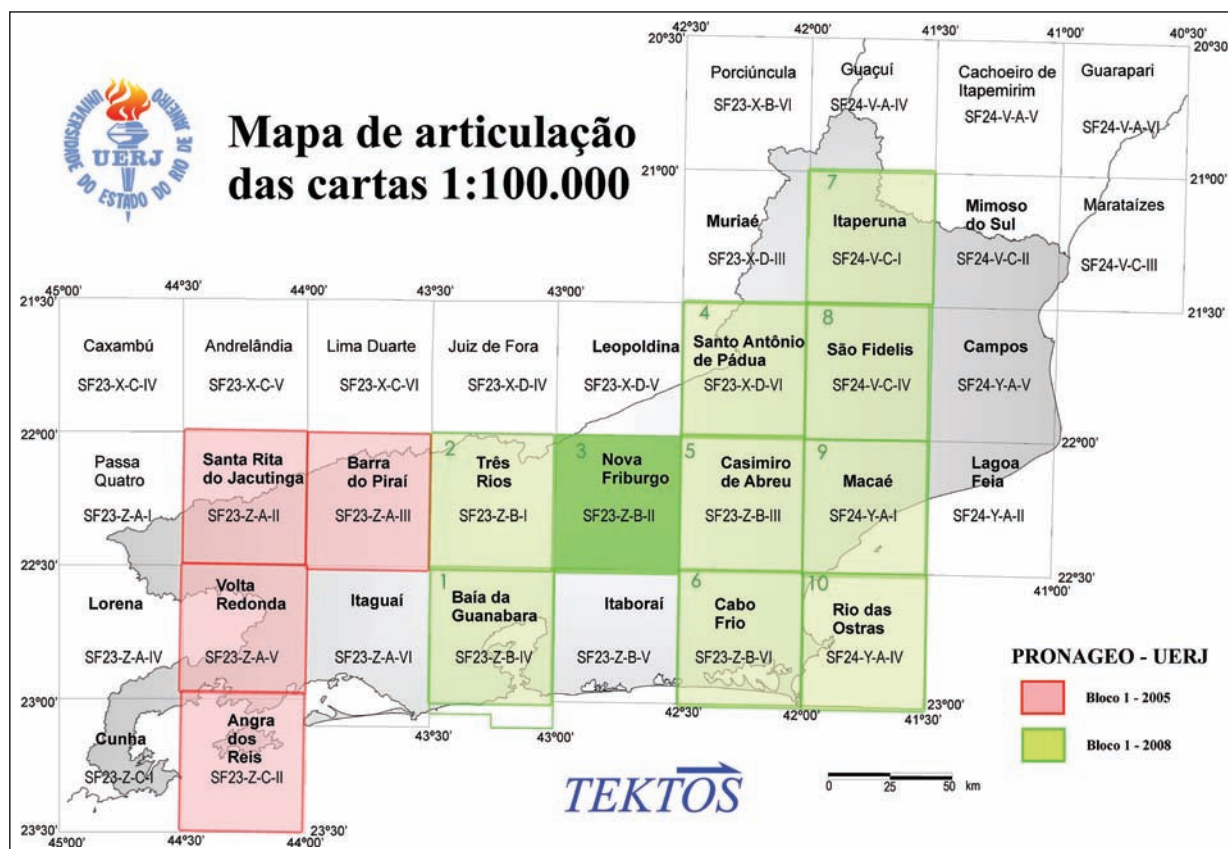 42°30'
42°00'
41°30'
41°00'
40°30'
20°30'
20°30'
UNIVERSIDADE DO ESTADO DO RIO DE JANEIRO
UERJ
Mapa de articulação
das cartas 1:100.000
Porciúncula
SF23-X-B-VI
Guaçuí
SF24-V-A-IV
Cachoeiro de
Itapemirim
SF24-V-A-V
Guarapari
SF24-V-A-VI
21°00'
21°00'
Muriaé
SF23-X-D-III
7
Itaperuna
SF24-V-C-I
Mimoso
do Sul
SF24-V-C-II
Marataízes
SF24-V-C-III
45°00'
44°30'
44°00'
43°30'
43°00'
21°30'
21°30'
Caxambú
SF23-X-C-IV
Andrelândia
SF23-X-C-V
Lima Duarte
SF23-X-C-VI
Juiz de Fora
SF23-X-D-IV
Leopoldina
SF23-X-D-V
4
Santo Antônio
de Pádua
SF23-X-D-VI
8
São Fidelis
SF24-V-C-IV
Campos
SF24-Y-A-V
22°00'
22°00'
Passa
Quatro
SF23-Z-A-I
Santa Rita
do Jacutinga
SF23-Z-A-II
Barra
do Piraí
SF23-Z-A-III
2
Três
Rios
SF23-Z-B-I
3
Nova
Friburgo
SF23-Z-B-II
5
Casimiro
de Abreu
SF23-Z-B-III
9
Macaé
SF24-Y-A-I
Lagoa
Feia
SF24-Y-A-II
22°30'
22°30'
41°00'
Lorena
SF23-Z-A-IV
Volta
Redonda
SF23-Z-A-V
Itaguaí
SF23-Z-A-VI
1
Baía da
Guanabara
SF23-Z-B-IV
Itaboraí
SF23-Z-B-V
6
Cabo
Frio
SF23-Z-B-VI
10
Rio das
Ostras
SF24-Y-A-IV
23°00'
42°30'
42°00'
23°00'
41°30'
43°30'
43°00'
Cunha
SF23-Z-C-I
Angra
dos
Reis
SF23-Z-C-II
23°30'
23°30'
45°00'
44°30'
44°00'
PRONAGEO - UERJ
Bloco 1 - 2005
Bloco 1 - 2008
TEKTOS
0
25
50
km